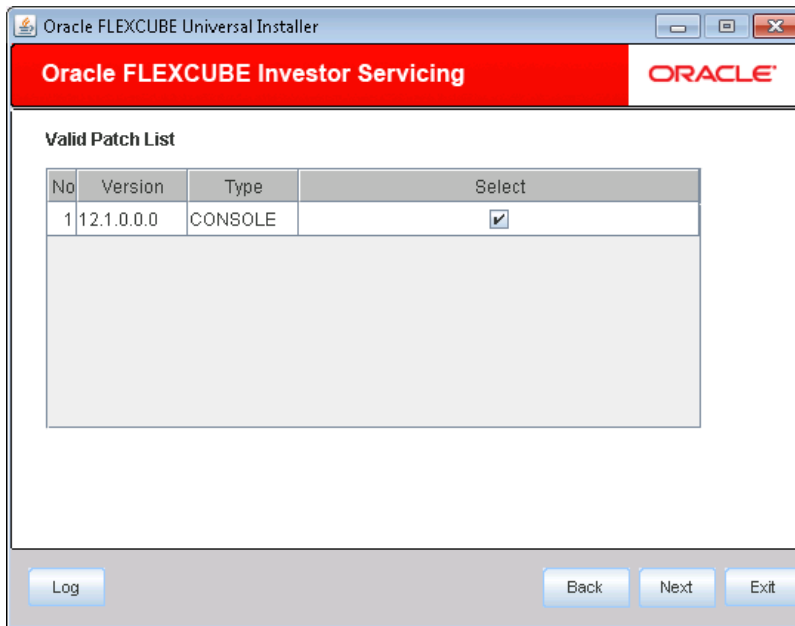 Oracle FLEXCUBE Universal Installer
Oracle FLEXCUBE Investor Servicing
ORACLE
Valid Patch List
No Version Type Select
1 12.1.0.0.0 CONSOLE
Log Back Next Exit